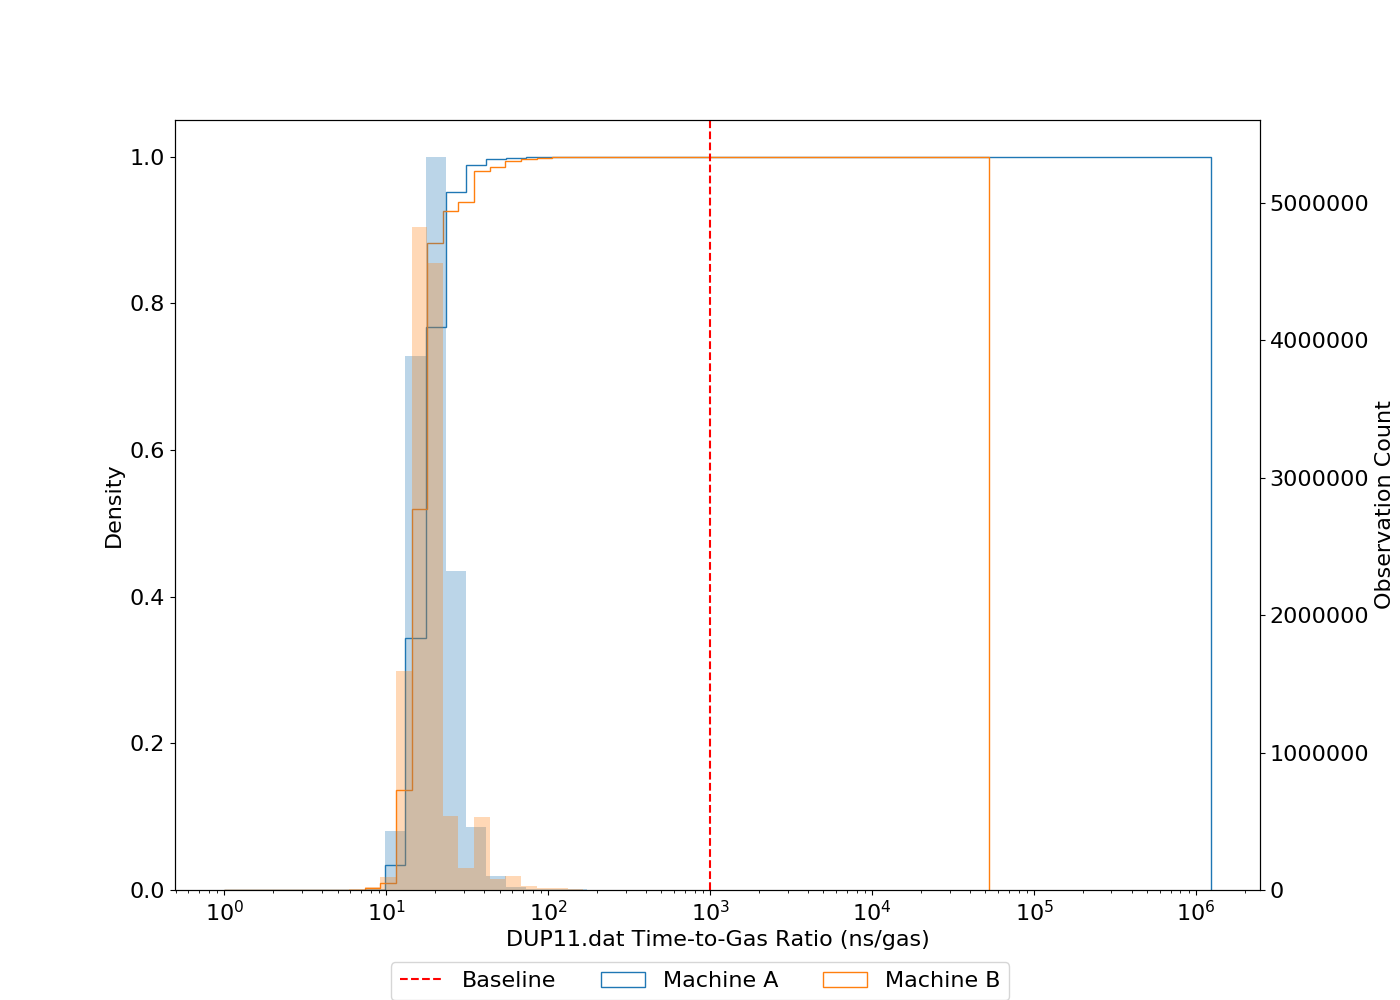 1.0
0.8
0.6
0.4
0.2
0.0
Density
5000000
4000000
3000000
2000000
1000000
0
Observation Count
10⁰ 10¹ 10² 10³ 10⁴ 10⁵ 10⁶
DUP11.dat Time-to-Gas Ratio (ns/gas)
Baseline Machine A Machine B